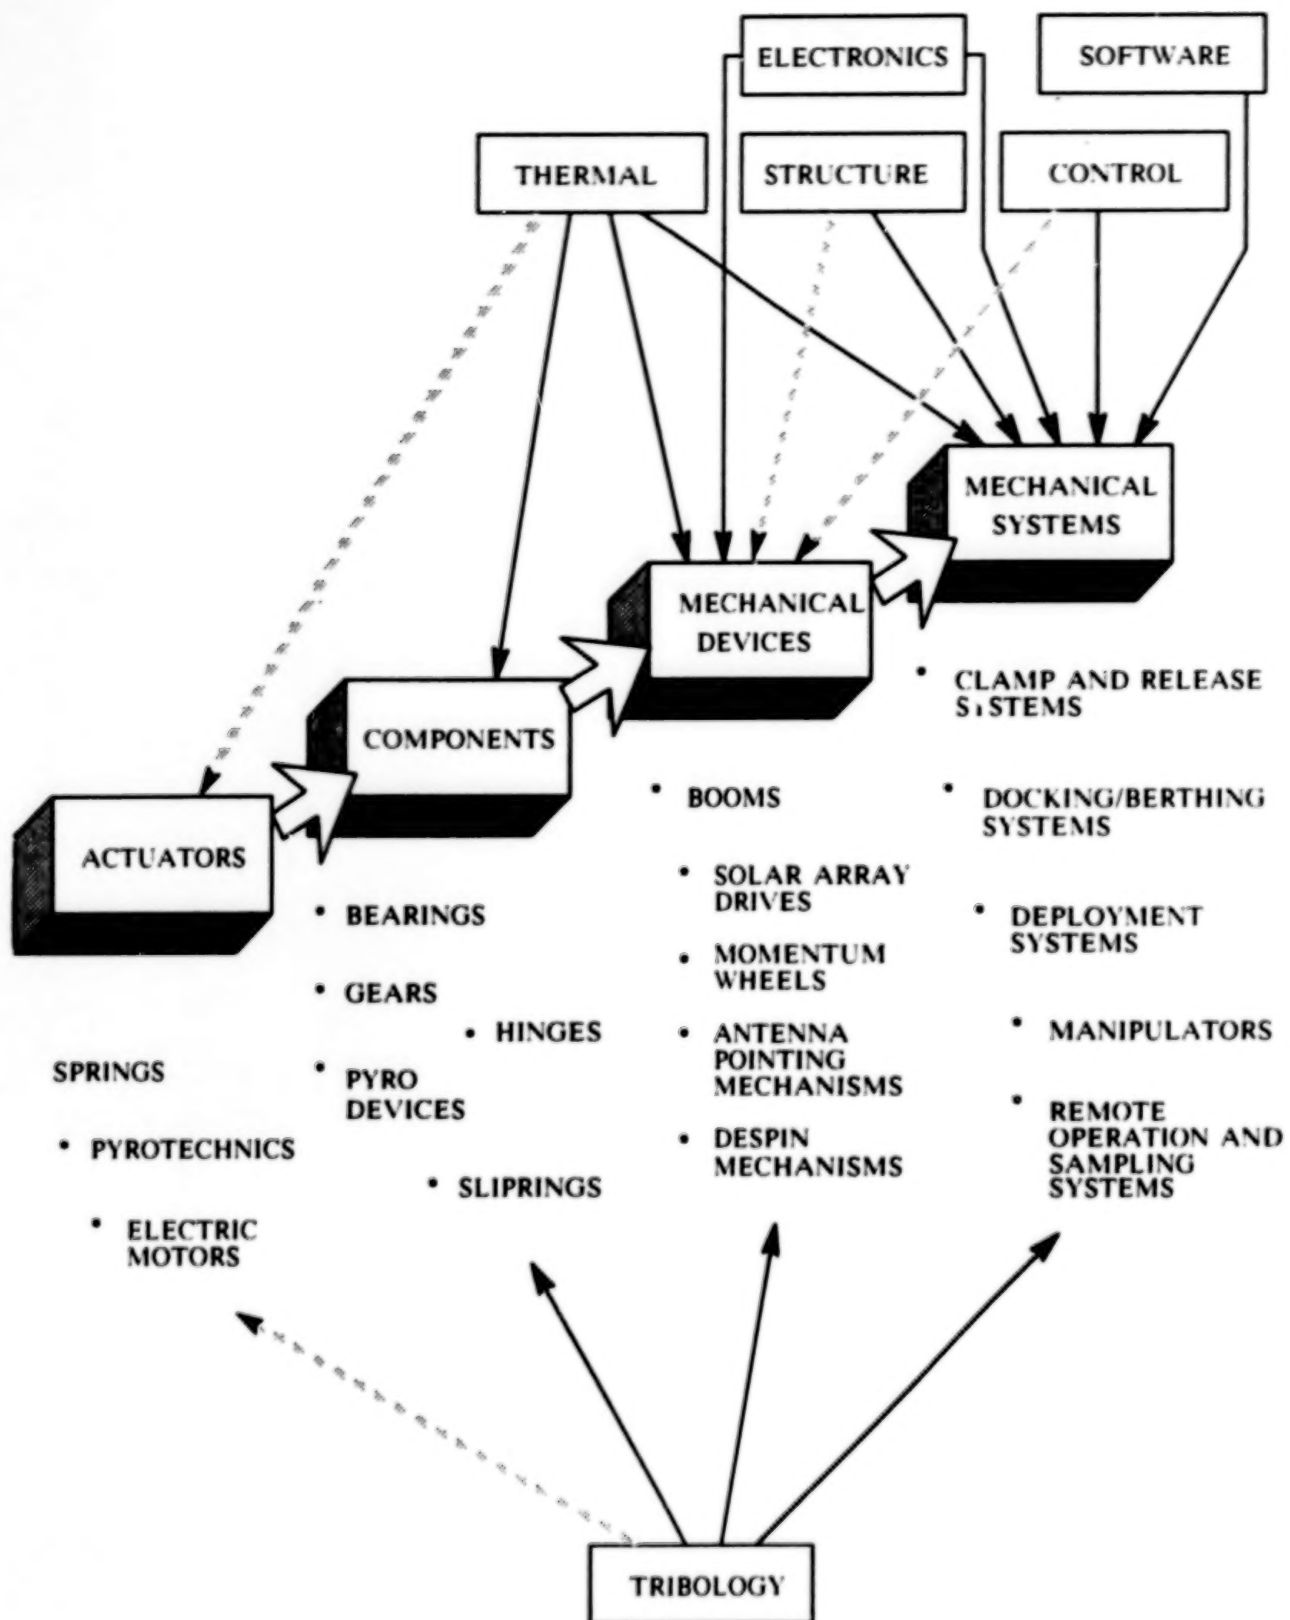 ELECTRONICS
SOFTWARE
THERMAL
STRUCTURE
CONTROL
MECHANICAL
SYSTEMS
MECHANICAL
DEVICES
COMPONENTS
ACTUATORS
SPRINGS
• PYROTECHNICS
• ELECTRIC
MOTORS
• BEARINGS
• GEARS
• HINGES
• PYRO
DEVICES
• SLIPRINGS
• BOOMS
• SOLAR ARRAY
DRIVES
• MOMENTUM
WHEELS
• ANTENNA
POINTING
MECHANISMS
• DESPIN
MECHANISMS
• CLAMP AND RELEASE
SYSTEMS
• DOCKING/BERTHING
SYSTEMS
• DEPLOYMENT
SYSTEMS
• MANIPULATORS
• REMOTE
OPERATION AND
SAMPLING
SYSTEMS
TRIBOLOGY